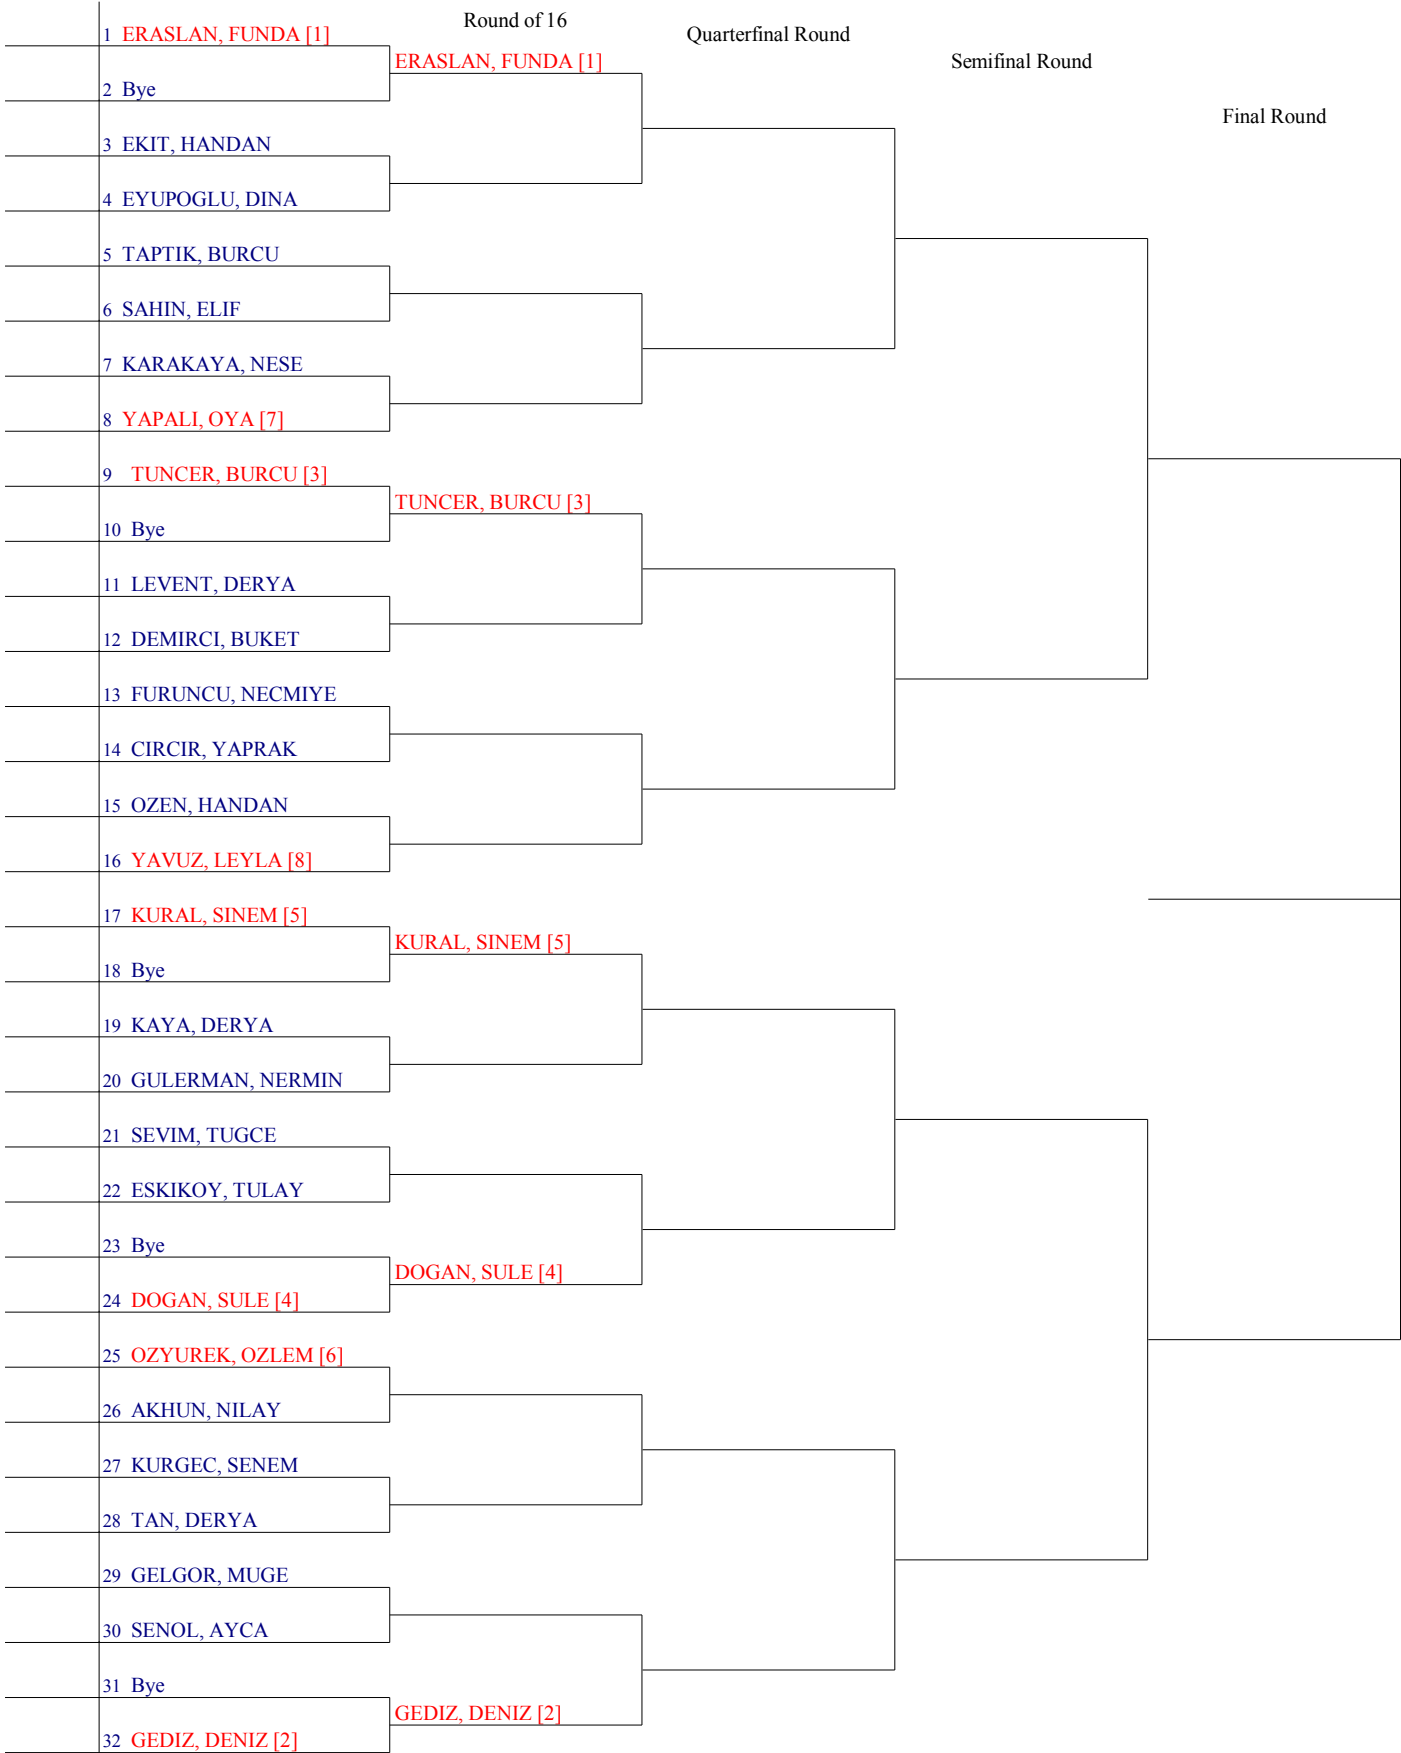 Round of 16
Quarterfinal Round
Semifinal Round
Final Round
1 ERASLAN, FUNDA [1]
ERASLAN, FUNDA [1]
2 Bye
3 EKIT, HANDAN
4 EYUPOGLU, DINA
5 TAPTIK, BURCU
6 SAHIN, ELIF
7 KARAKAYA, NESE
8 YAPALI, OYA [7]
9 TUNCER, BURCU [3]
TUNCER, BURCU [3]
10 Bye
11 LEVENT, DERYA
12 DEMIRCI, BUKET
13 FURUNCU, NECMIYE
14 CIRCIR, YAPRAK
15 OZEN, HANDAN
16 YAVUZ, LEYLA [8]
17 KURAL, SINEM [5]
KURAL, SINEM [5]
18 Bye
19 KAYA, DERYA
20 GULERMAN, NERMIN
21 SEVIM, TUGCE
22 ESKIKOY, TULAY
23 Bye
DOGAN, SULE [4]
24 DOGAN, SULE [4]
25 OZYUREK, OZLEM [6]
26 AKHUN, NILAY
27 KURGEC, SENEM
28 TAN, DERYA
29 GELGOR, MUGE
30 SENOL, AYCA
31 Bye
GEDIZ, DENIZ [2]
32 GEDIZ, DENIZ [2]